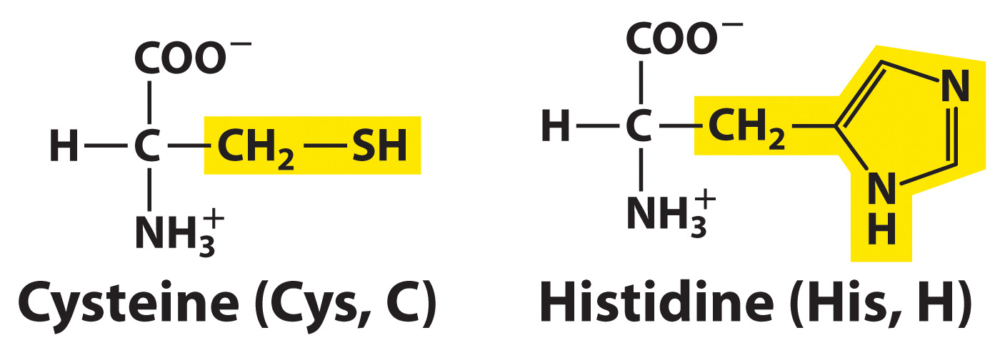 COO⁻
H—C—CH₂—SH
NH₃⁺
Cysteine (Cys, C)
COO⁻
N
H—C—CH₂
N
H
NH₃⁺
Histidine (His, H)